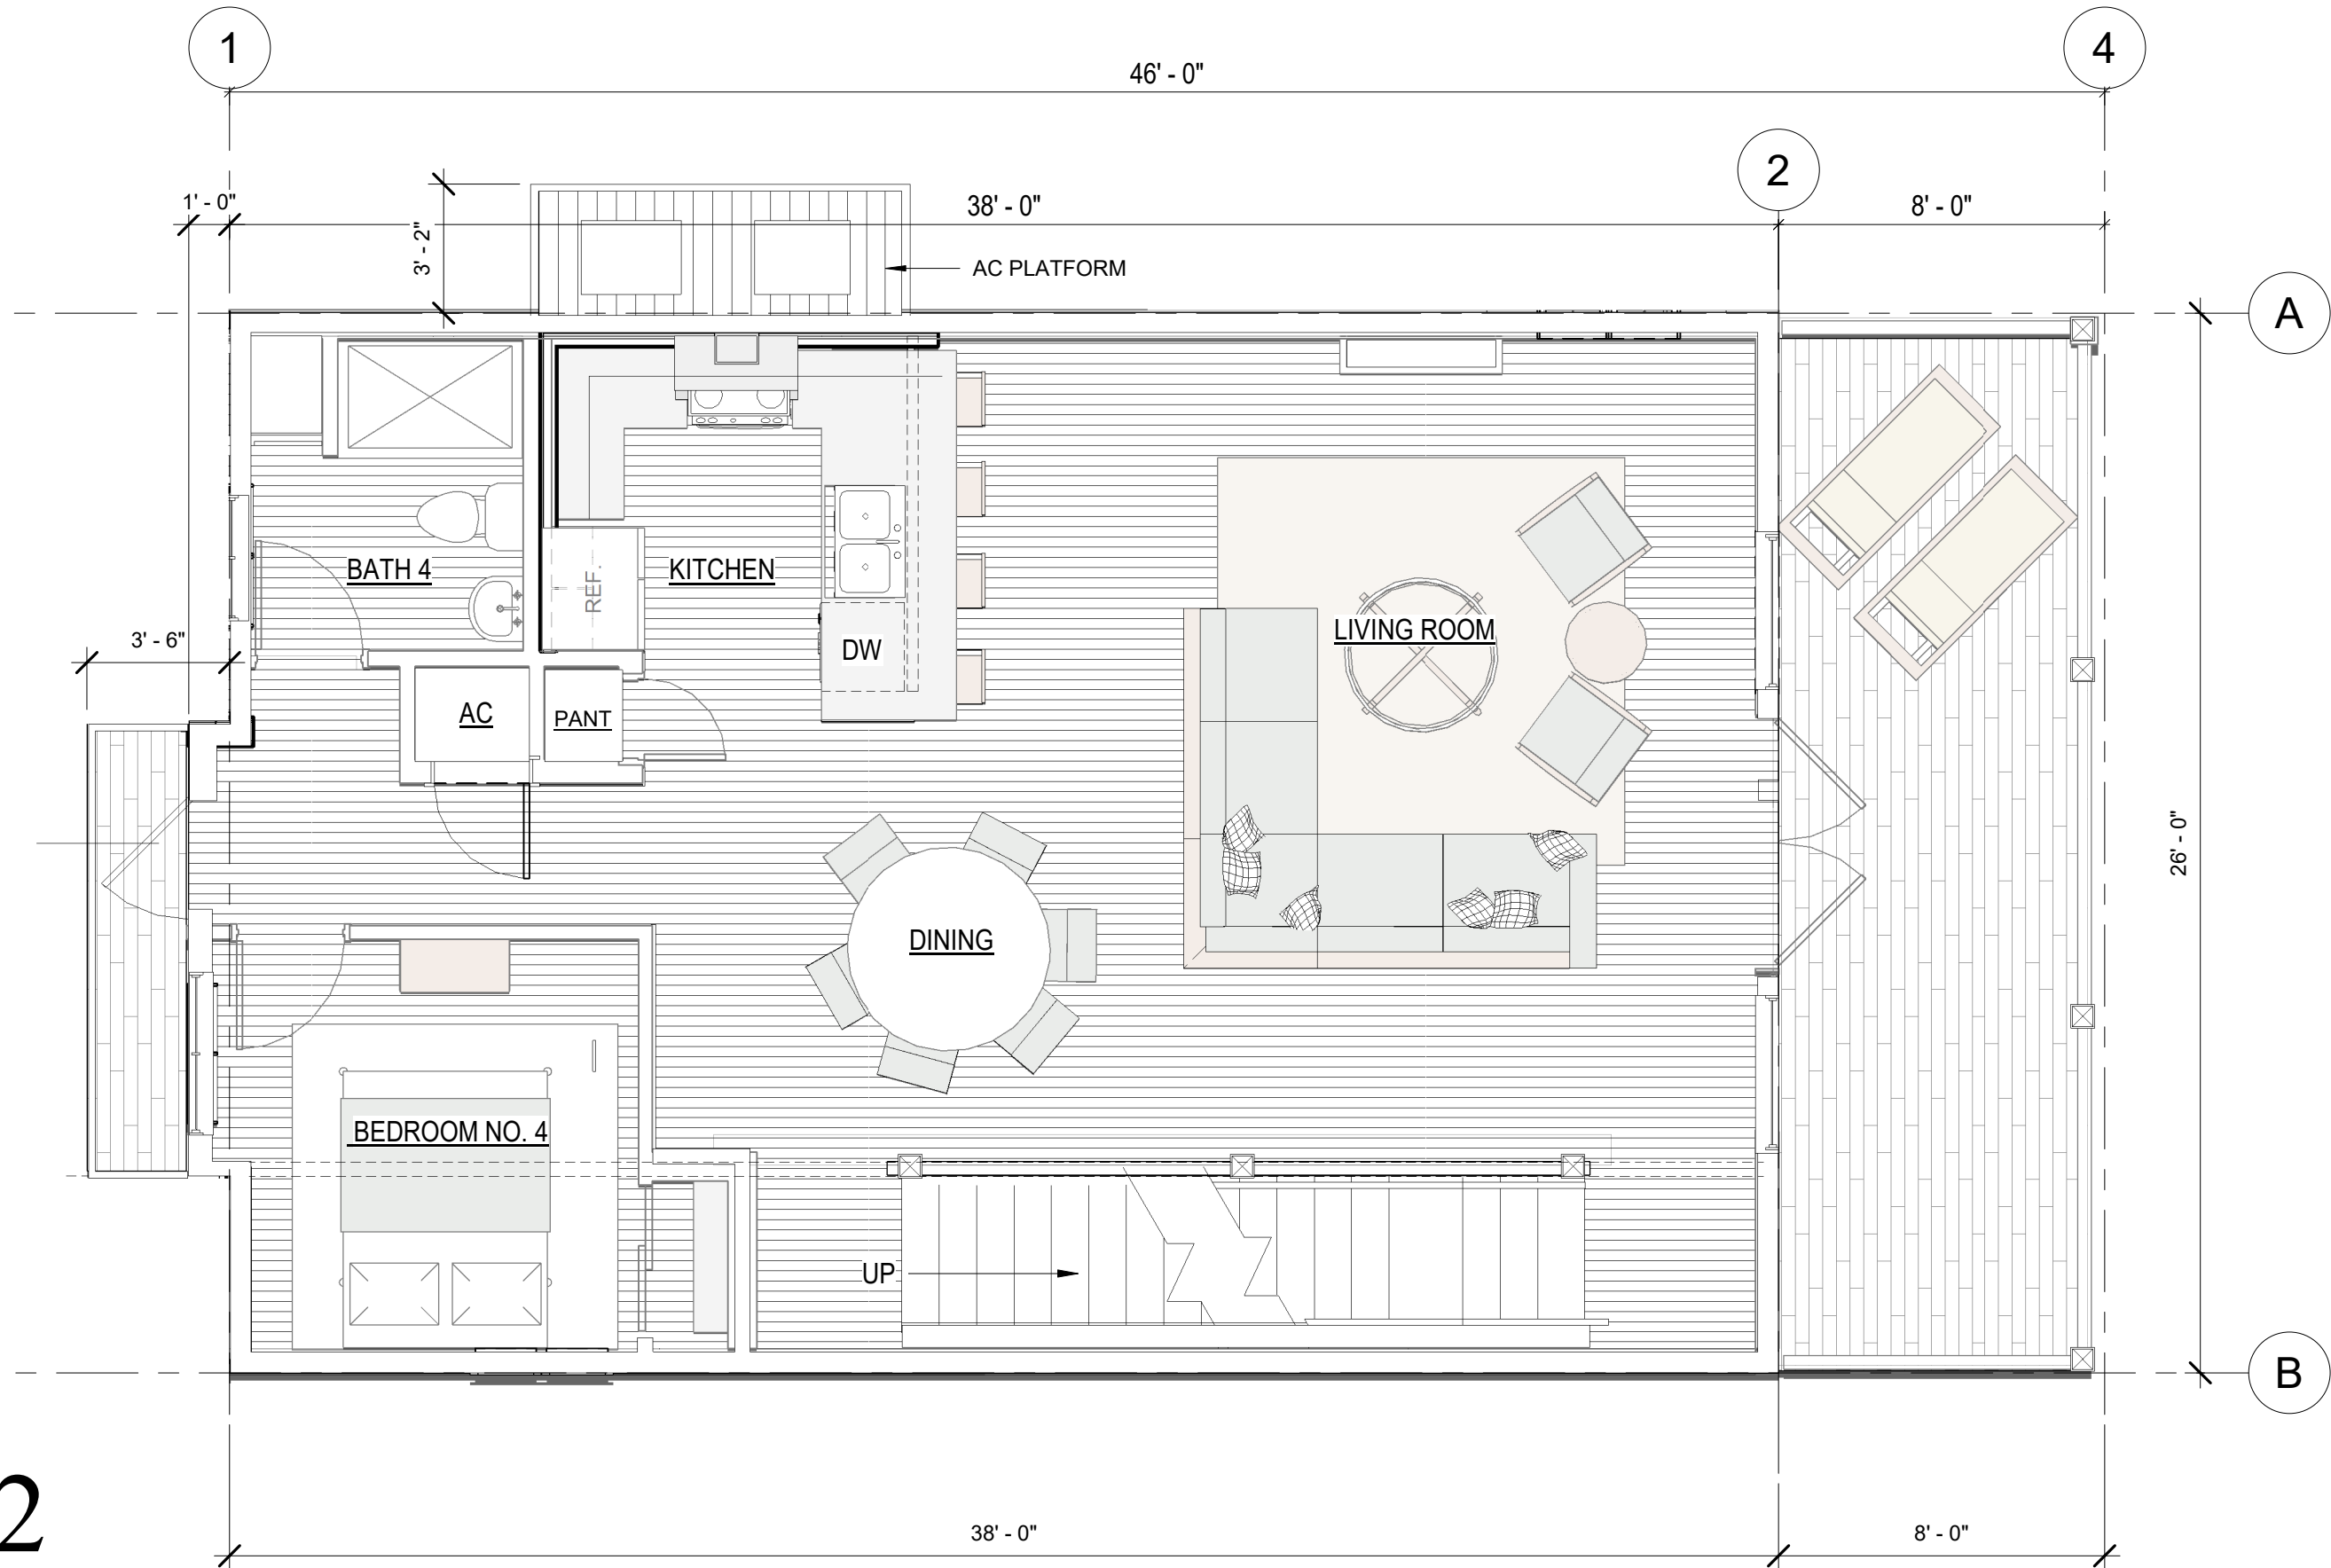 1
4
46' - 0"
2
1' - 0"
38' - 0"
8' - 0"
3' - 2"
AC PLATFORM
A
BATH 4
REF.
KITCHEN
LIVING ROOM
3' - 6"
DW
AC
PANT
26' - 0"
DINING
BEDROOM NO. 4
UP
B
2
38' - 0"
8' - 0"